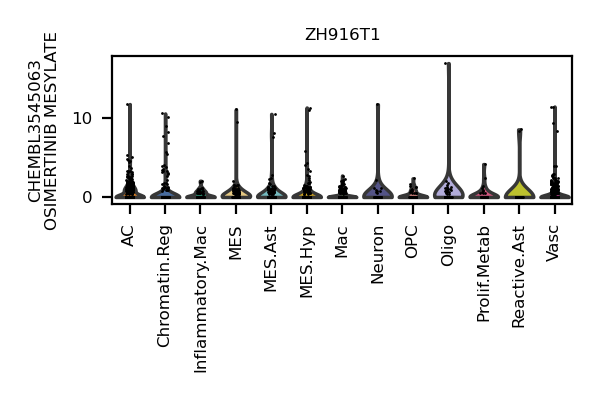 ZH916T1
CHEMBL3545063
OSIMERTINIB MESYLATE
10
0
AC
Chromatin.Reg
Inflammatory.Mac
MES
MES.Ast
MES.Hyp
Mac
Neuron
OPC
Oligo
Prolif.Metab
Reactive.Ast
Vasc